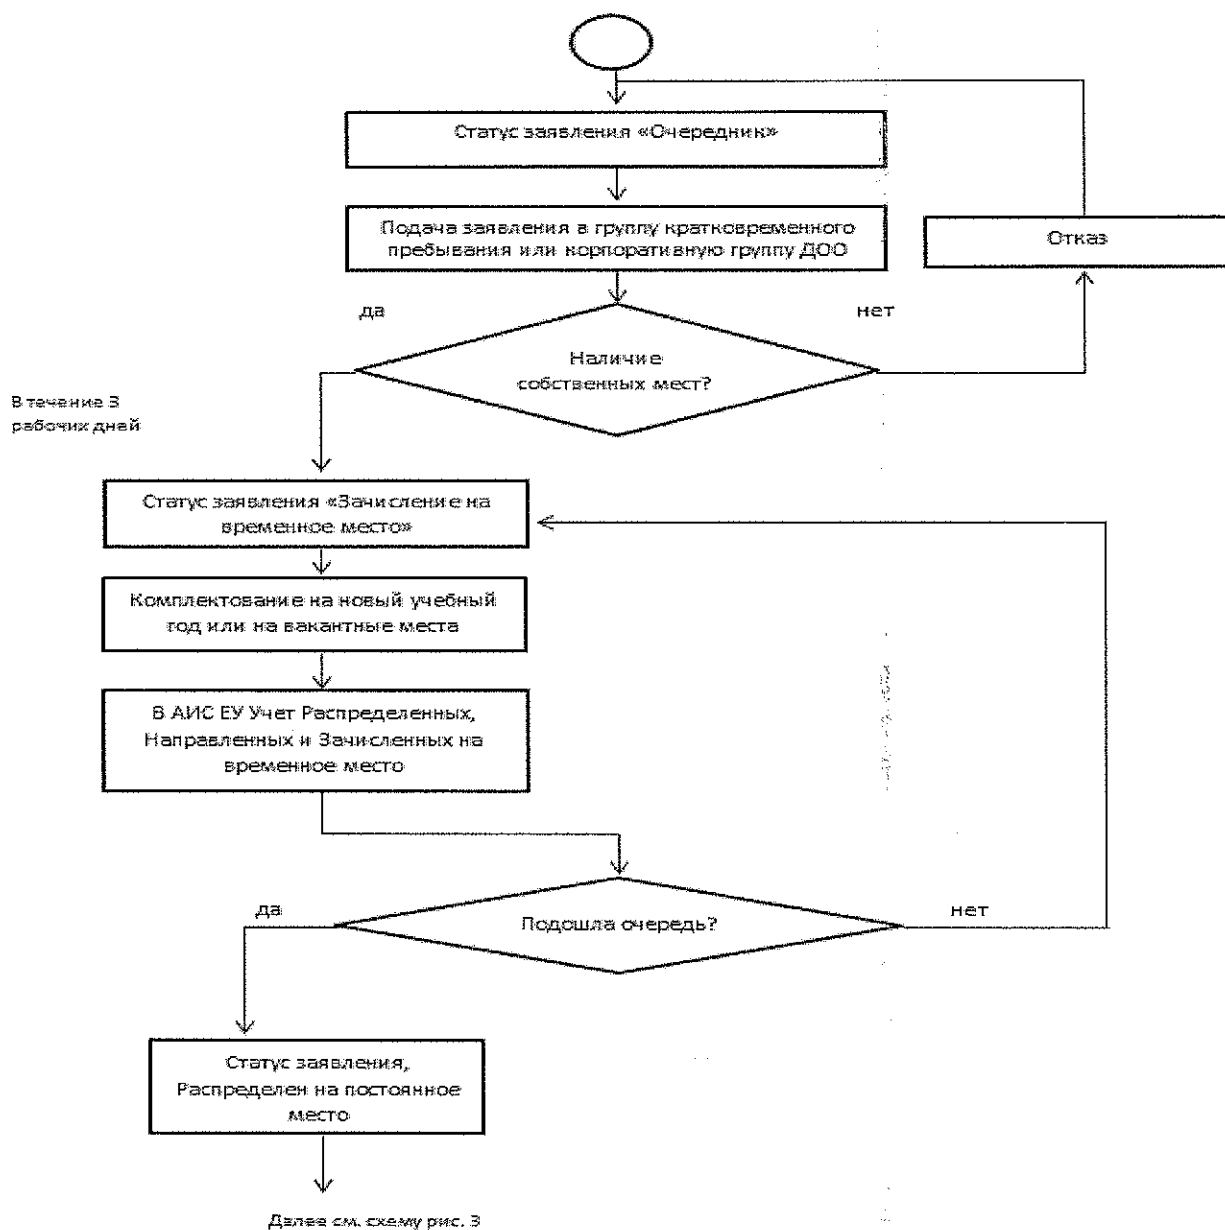 Статус заявления «Очередник»
Подача заявления в группу кратковременного
пребывания или корпоративную группу ДОО
Отказ
да
нет
Наличие
собственных мест?
В течение 3
рабочих дней
Статус заявления «Зачисление на
временное место»
Комплектование на новый учебный
год или на вакантные места
В АИС ЕУ Учет Распределенных,
Направленных и Зачисленных на
временное место
да
нет
Подошла очередь?
Статус заявления,
Распределен на постоянное
место
Далее см. схему рис. 3